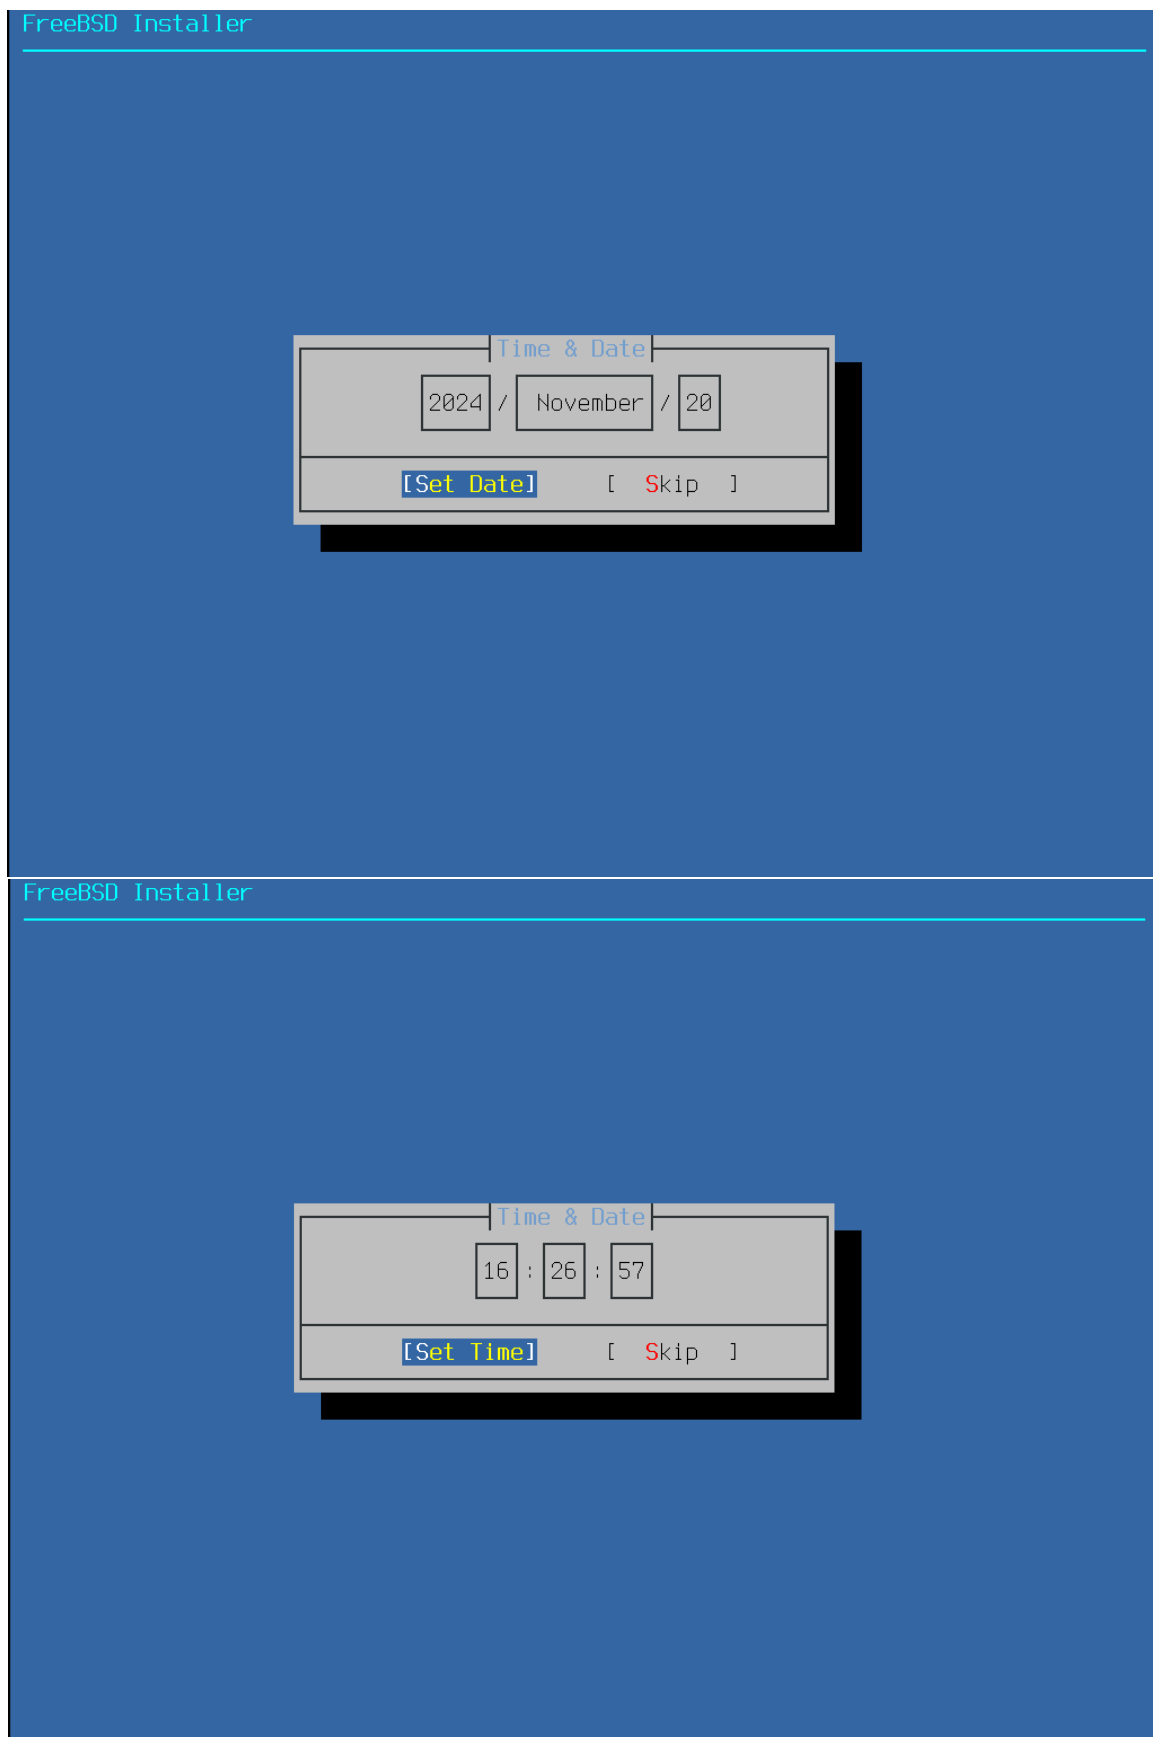 FreeBSD Installer
Time & Date
2024 / November / 20
[Set Date] [ Skip ]
FreeBSD Installer
Time & Date
16 : 26 : 57
[Set Time] [ Skip ]